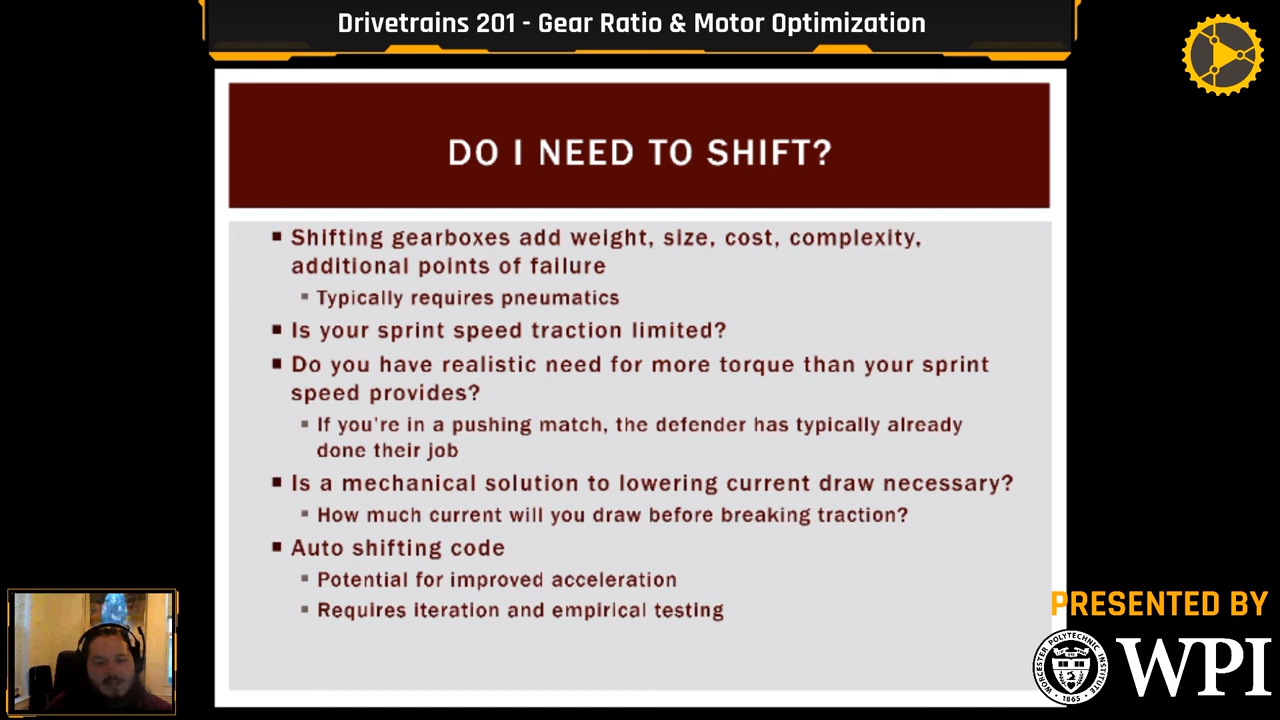 Drivetrains 201 - Gear Ratio & Motor Optimization
DO I NEED TO SHIFT?
▪ Shifting gearboxes add weight, size, cost, complexity,
additional points of failure
▪ Typically requires pneumatics
▪ Is your sprint speed traction limited?
▪ Do you have realistic need for more torque than your sprint
speed provides?
▪ If you're in a pushing match, the defender has typically already
done their job
▪ Is a mechanical solution to lowering current draw necessary?
▪ How much current will you draw before breaking traction?
▪ Auto shifting code
▪ Potential for improved acceleration
▪ Requires iteration and empirical testing
PRESENTED BY
WORCESTER POLYTECHNIC INSTITUTE
1865
WPI